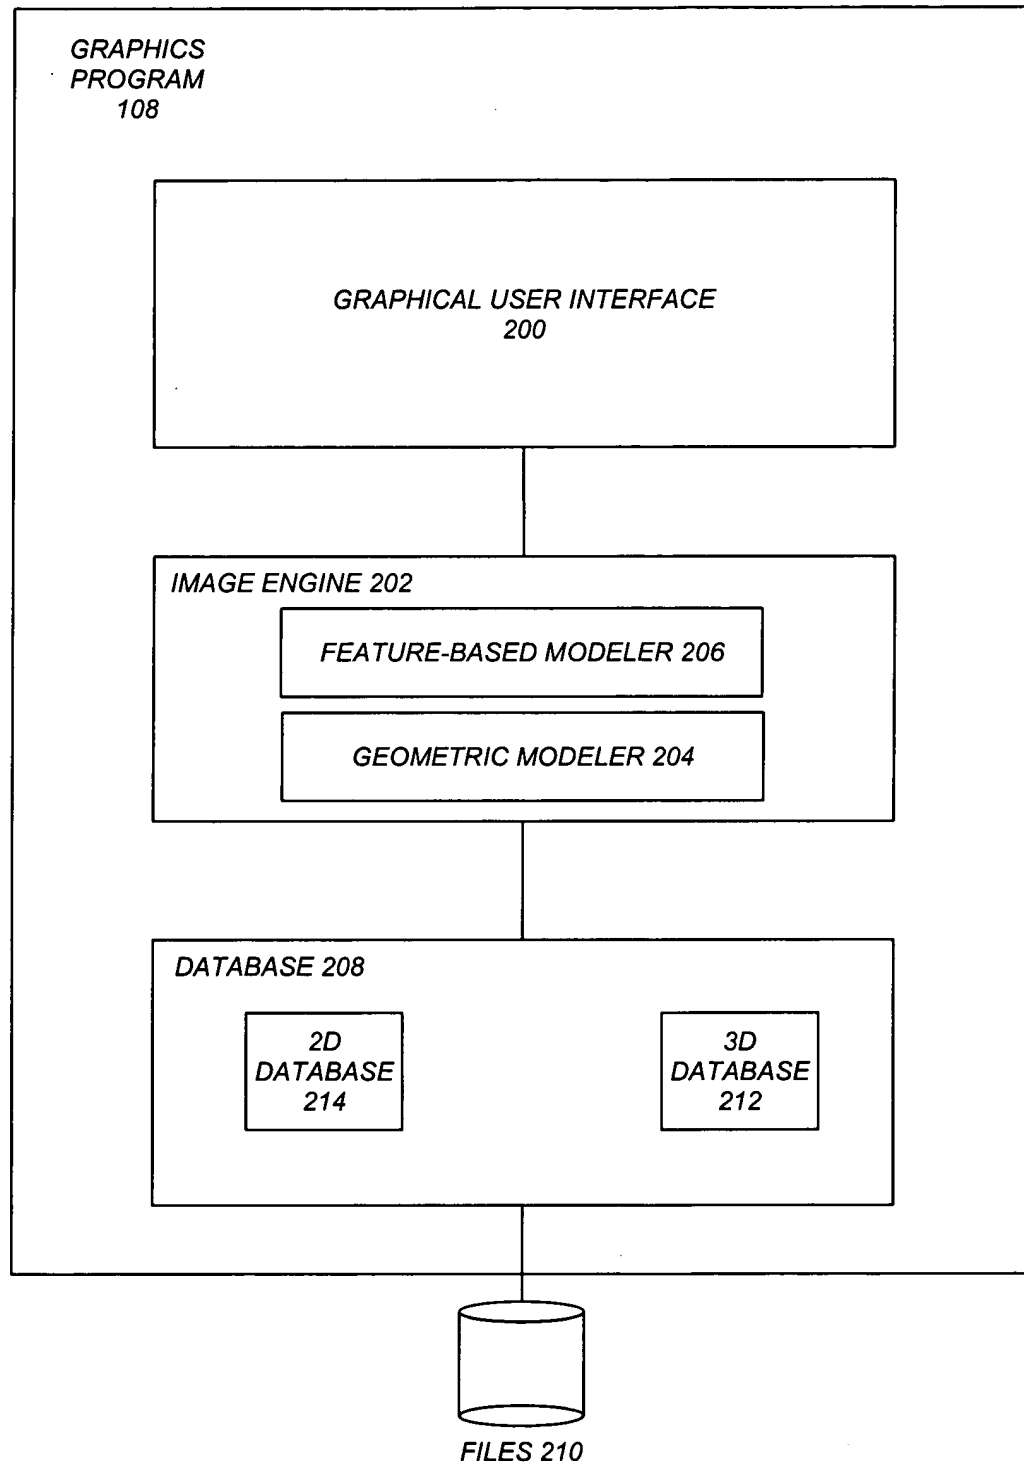 GRAPHICS
PROGRAM
108
GRAPHICAL USER INTERFACE
200
IMAGE ENGINE 202
FEATURE-BASED MODELER 206
GEOMETRIC MODELER 204
DATABASE 208
2D
DATABASE
214
3D
DATABASE
212
FILES 210